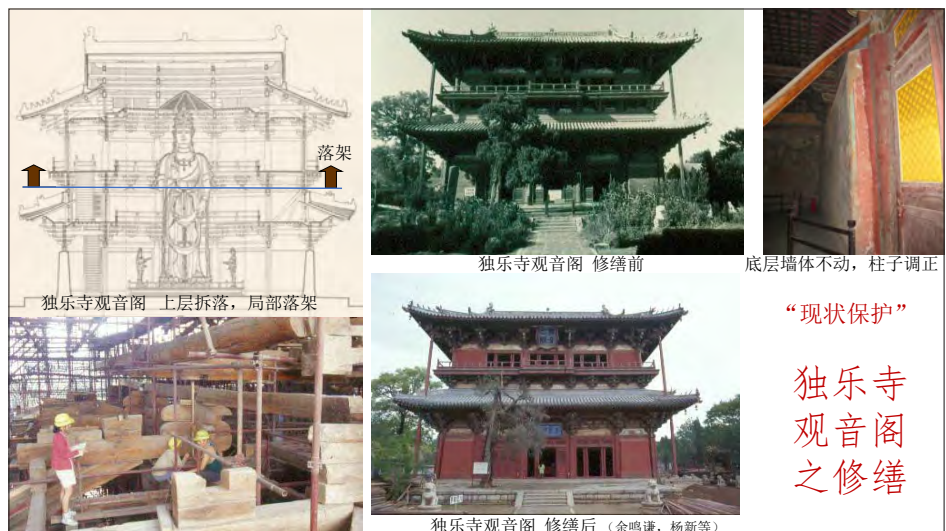 落架
独乐寺观音阁 上层拆落，局部落架
独乐寺观音阁 修缮前
底层墙体不动，柱子调正
独乐寺观音阁 修缮后（余鸣谦，杨新等）
“现状保护”
独乐寺
观音阁
之修缮